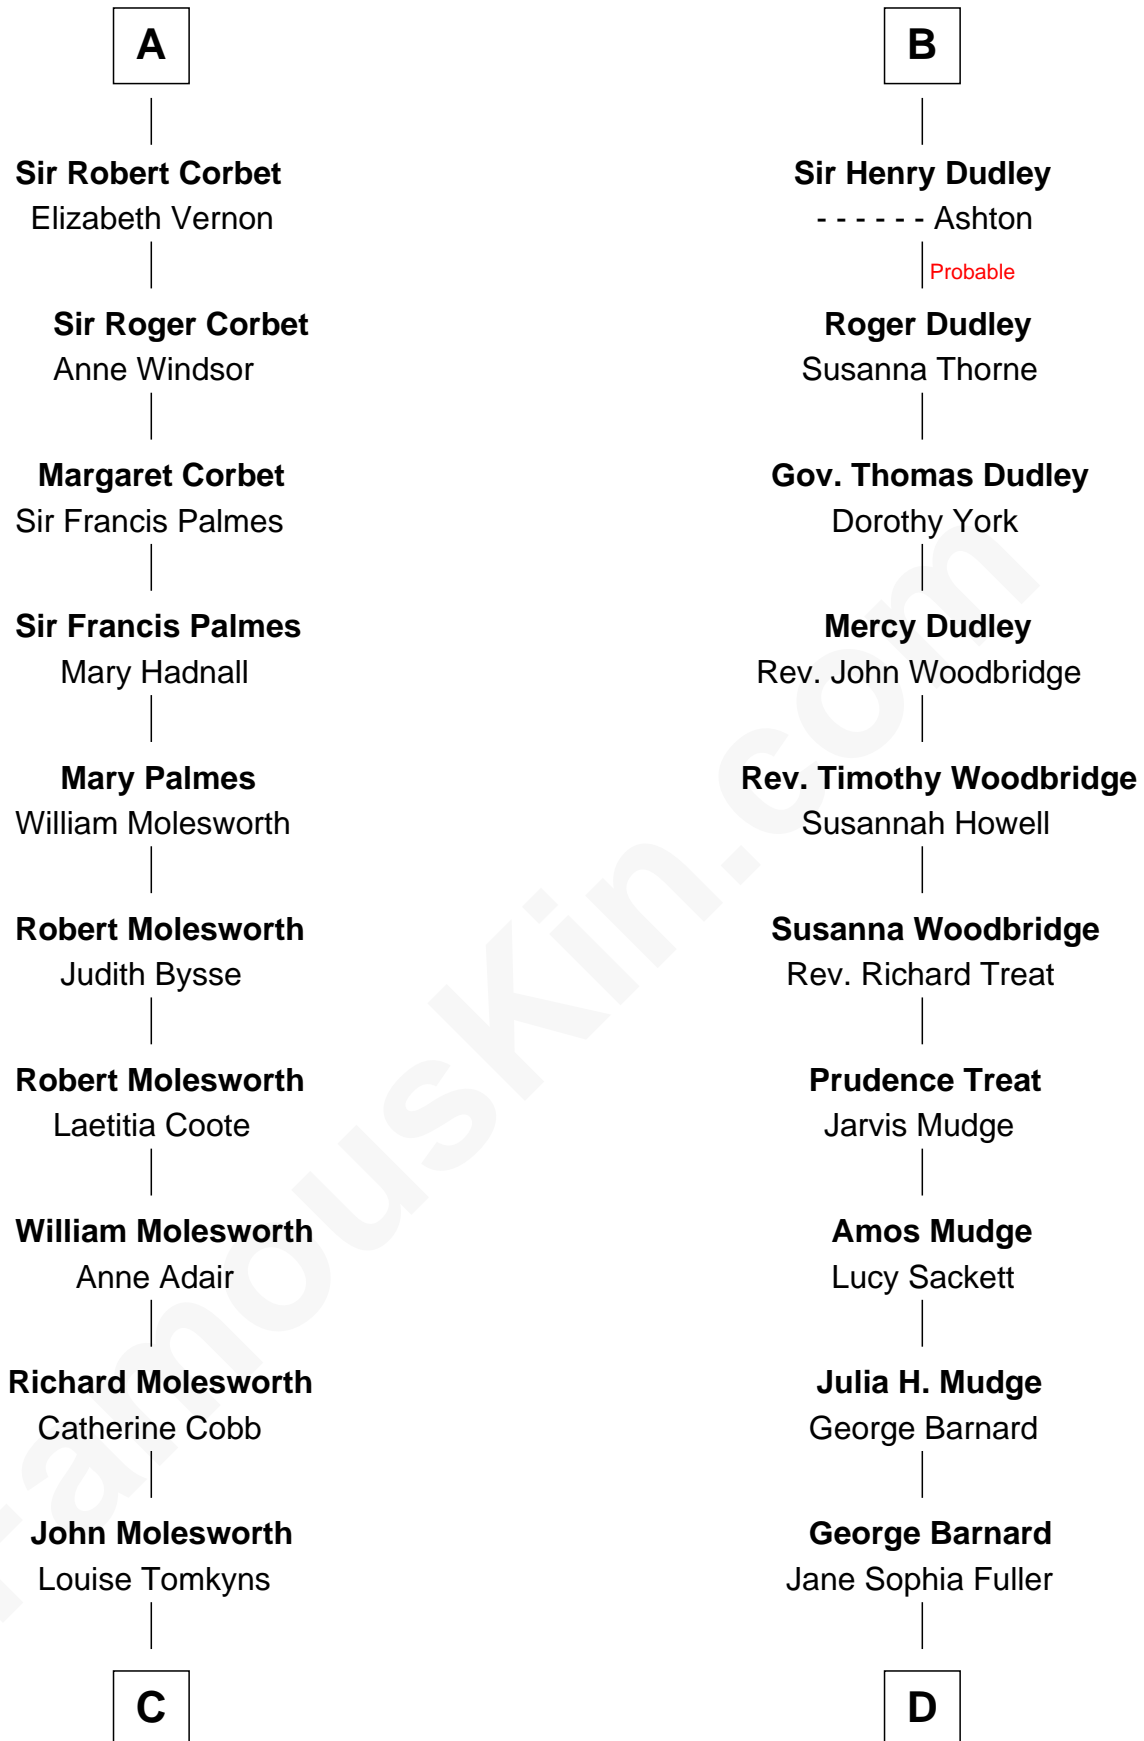 A
Sir Robert Corbet
Elizabeth Vernon
Sir Roger Corbet
Anne Windsor
Margaret Corbet
Sir Francis Palmes
Sir Francis Palmes
Mary Hadnall
Mary Palmes
William Molesworth
Robert Molesworth
Judith Bysse
Robert Molesworth
Laetitia Coote
William Molesworth
Anne Adair
Richard Molesworth
Catherine Cobb
John Molesworth
Louise Tomkyns
C
B
Sir Henry Dudley
- - - - - - Ashton
Probable
Roger Dudley
Susanna Thorne
Gov. Thomas Dudley
Dorothy York
Mercy Dudley
Rev. John Woodbridge
Rev. Timothy Woodbridge
Susannah Howell
Susanna Woodbridge
Rev. Richard Treat
Prudence Treat
Jarvis Mudge
Amos Mudge
Lucy Sackett
Julia H. Mudge
George Barnard
George Barnard
Jane Sophia Fuller
D
FamousKin.com